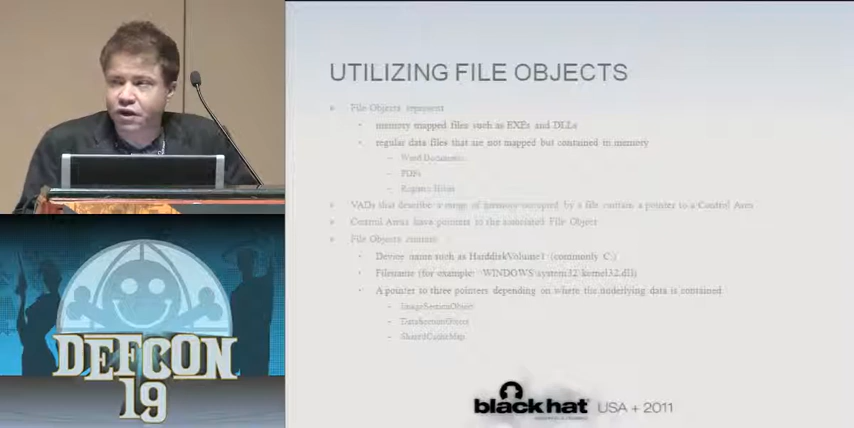 UTILIZING FILE OBJECTS
File Objects represent
memory mapped files such as EXEs and DLLs
regular data files that are not mapped but contained in memory
Word Documents
PDFs
Registry Hives
VADs that describe a range of memory occupied by a file contain a pointer to a Control Area
Control Areas have pointers to the associated File Object
File Objects contain
Device name such as HarddiskVolume1 (commonly C:)
Filename (for example: \WINDOWS\system32\kernel32.dll)
A pointer to three pointers depending on where the underlying data is contained
ImageSectionObject
DataSectionObject
SharedCacheMap
DEFCON
19
black hat USA + 2011